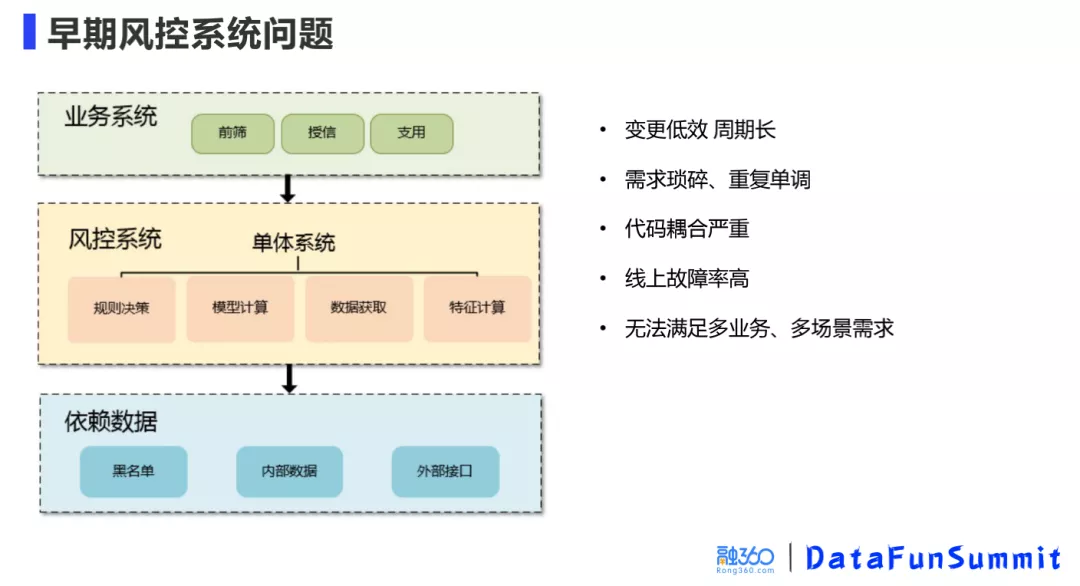 早期风控系统问题
业务系统
前筛 授信 支用
风控系统
单体系统
规则决策 模型计算 数据获取 特征计算
依赖数据
黑名单 内部数据 外部接口
• 变更低效 周期长
• 需求琐碎、重复单调
• 代码耦合严重
• 线上故障率高
• 无法满足多业务、多场景需求
融360
Rong360.com
DataFunSummit